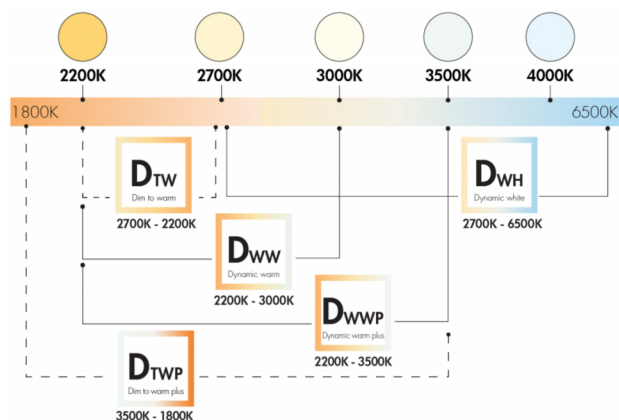 2200K
2700K
3000K
3500K
4000K
1800K
6500K
DTW
Dim to warm
2700K - 2200K
DWH
Dynamic white
2700K - 6500K
DWW
Dynamic warm
2200K - 3000K
DWWP
Dynamic warm plus
2200K - 3500K
DTWP
Dim to warm plus
3500K - 1800K